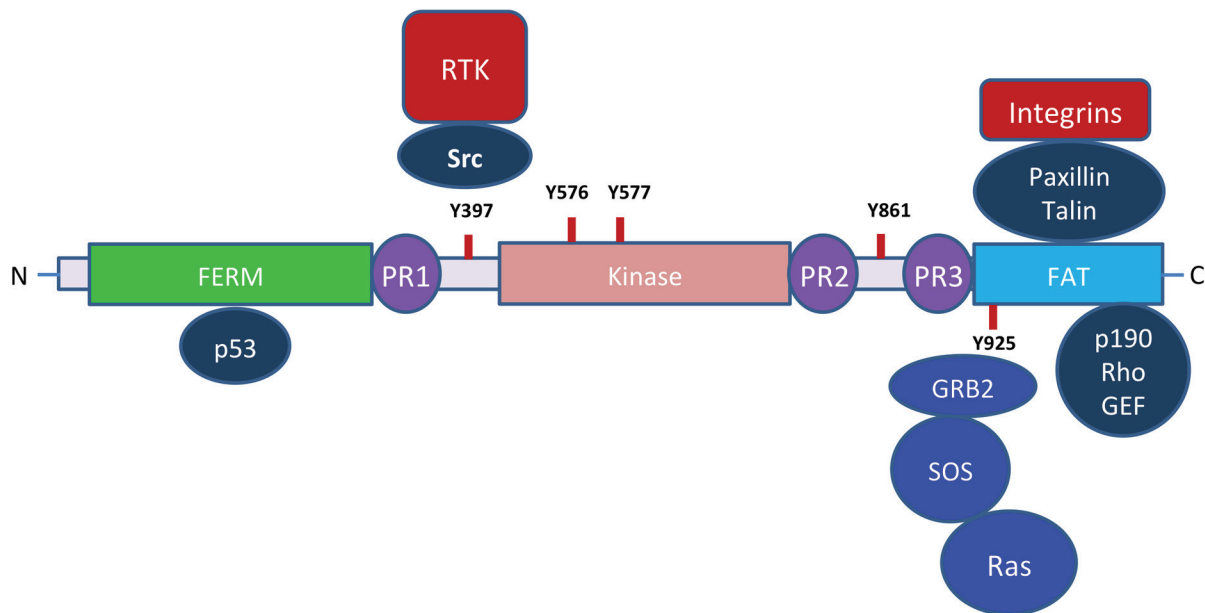 RTK
Integrins
Src
Paxillin
Talin
Y397
Y576
Y577
Y861
N
FERM
PR1
Kinase
PR2
PR3
FAT
C
p53
Y925
p190
Rho
GEF
GRB2
SOS
Ras